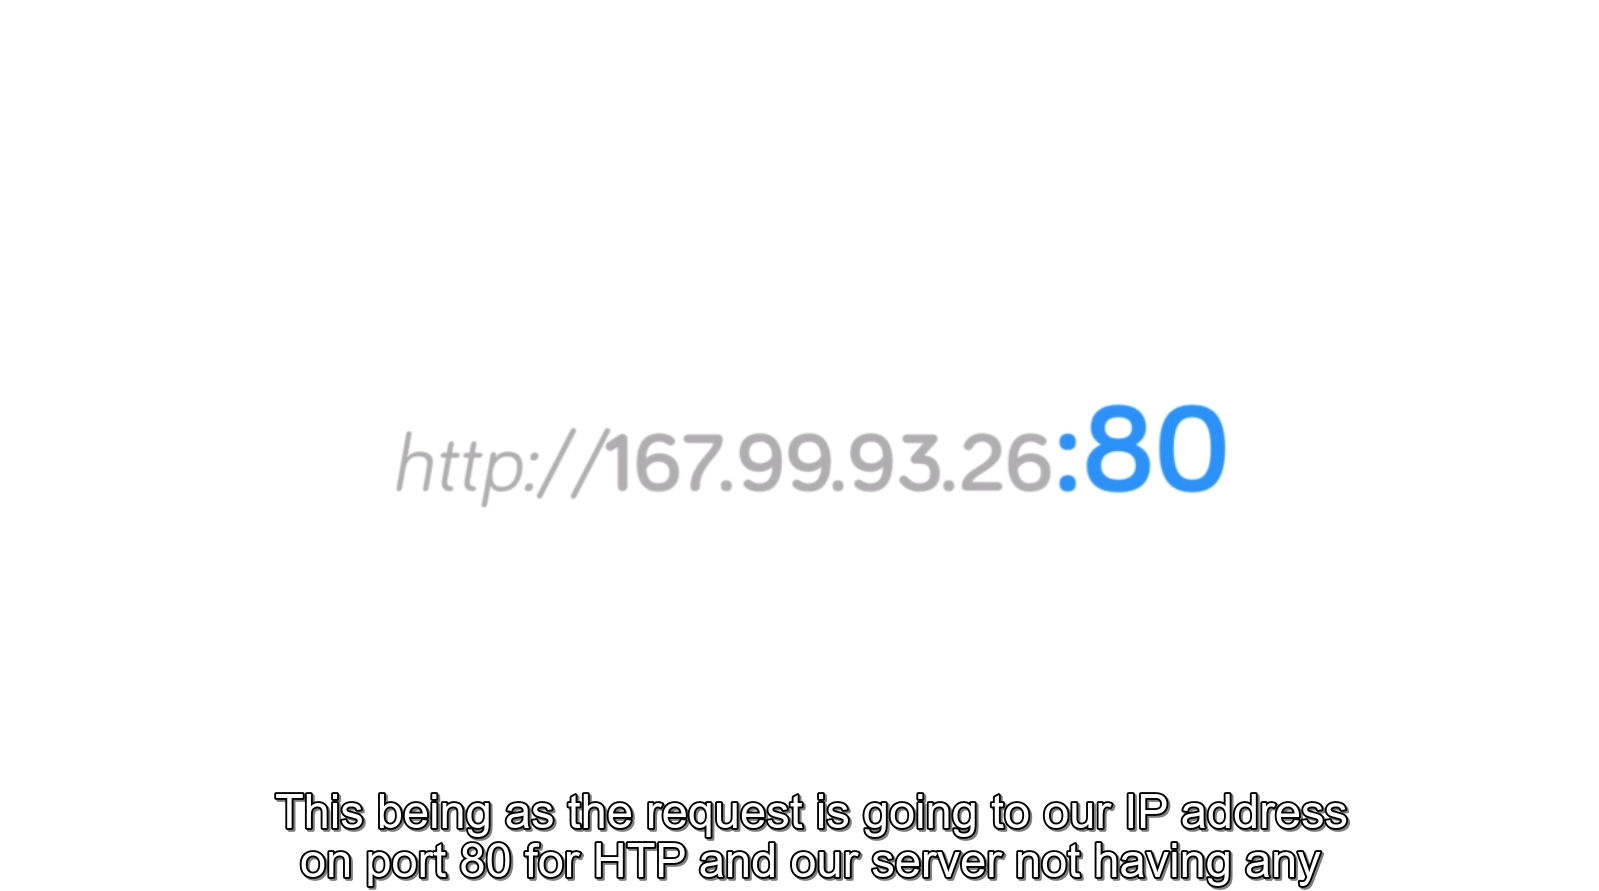 http://167.99.93.26:80
This being as the request is going to our IP address
on port 80 for HTP and our server not having any